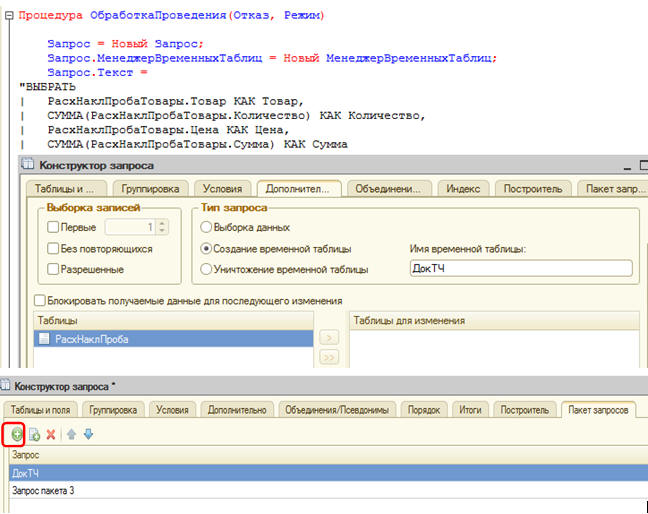 Процедура ОбработкаПроведения(Отказ, Режим)
Запрос = Новый Запрос;
Запрос.МенеджерВременныхТаблиц = Новый МенеджерВременныхТаблиц;
Запрос.Текст =
"ВЫБРАТЬ
| РасхНаклПробаТовары.Товар КАК Товар,
| СУММА(РасхНаклПробаТовары.Количество) КАК Количество,
| РасхНаклПробаТовары.Цена КАК Цена,
| СУММА(РасхНаклПробаТовары.Сумма) КАК Сумма
Конструктор запроса
Таблицы и ... Группировка Условия Дополнител... Объединени... Индекс Построитель Пакет запр...
Выборка записей Тип запроса
Первые 1 Выборка данных
Без повторяющихся Создание временной таблицы Имя временной таблицы:
Разрешенные Уничтожение временной таблицы ДокТЧ
Блокировать получаемые данные для последующего изменения
Таблицы Таблицы для изменения
РасхНаклПроба >
>>
Конструктор запроса *
Таблицы и поля Группировка Условия Дополнительно Объединения/Псевдонимы Порядок Итоги Построитель Пакет запросов
Запрос
ДокТЧ
Запрос пакета 3